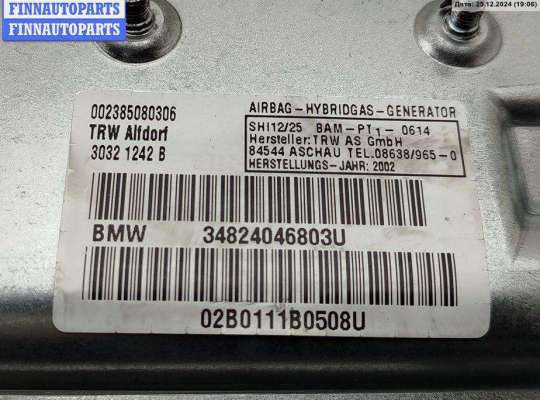 FINNAUTOPARTS
FINNAUTOPARTS
FINNAUTOPARTS
Дата: 25.12.2024 (19:06)
002385080306
TRW Alfdorf
3032 1242 B
AIRBAG-HYBRIDGAS-GENERATOR
SHI12/25 BAM-PT1-0614
Hersteller:TRW AS GmbH
84544 ASCHAU TEL.08638/965-0
HERSTELLUNGS-JAHR: 2002
BMW 34824046803U
02B0111B0508U